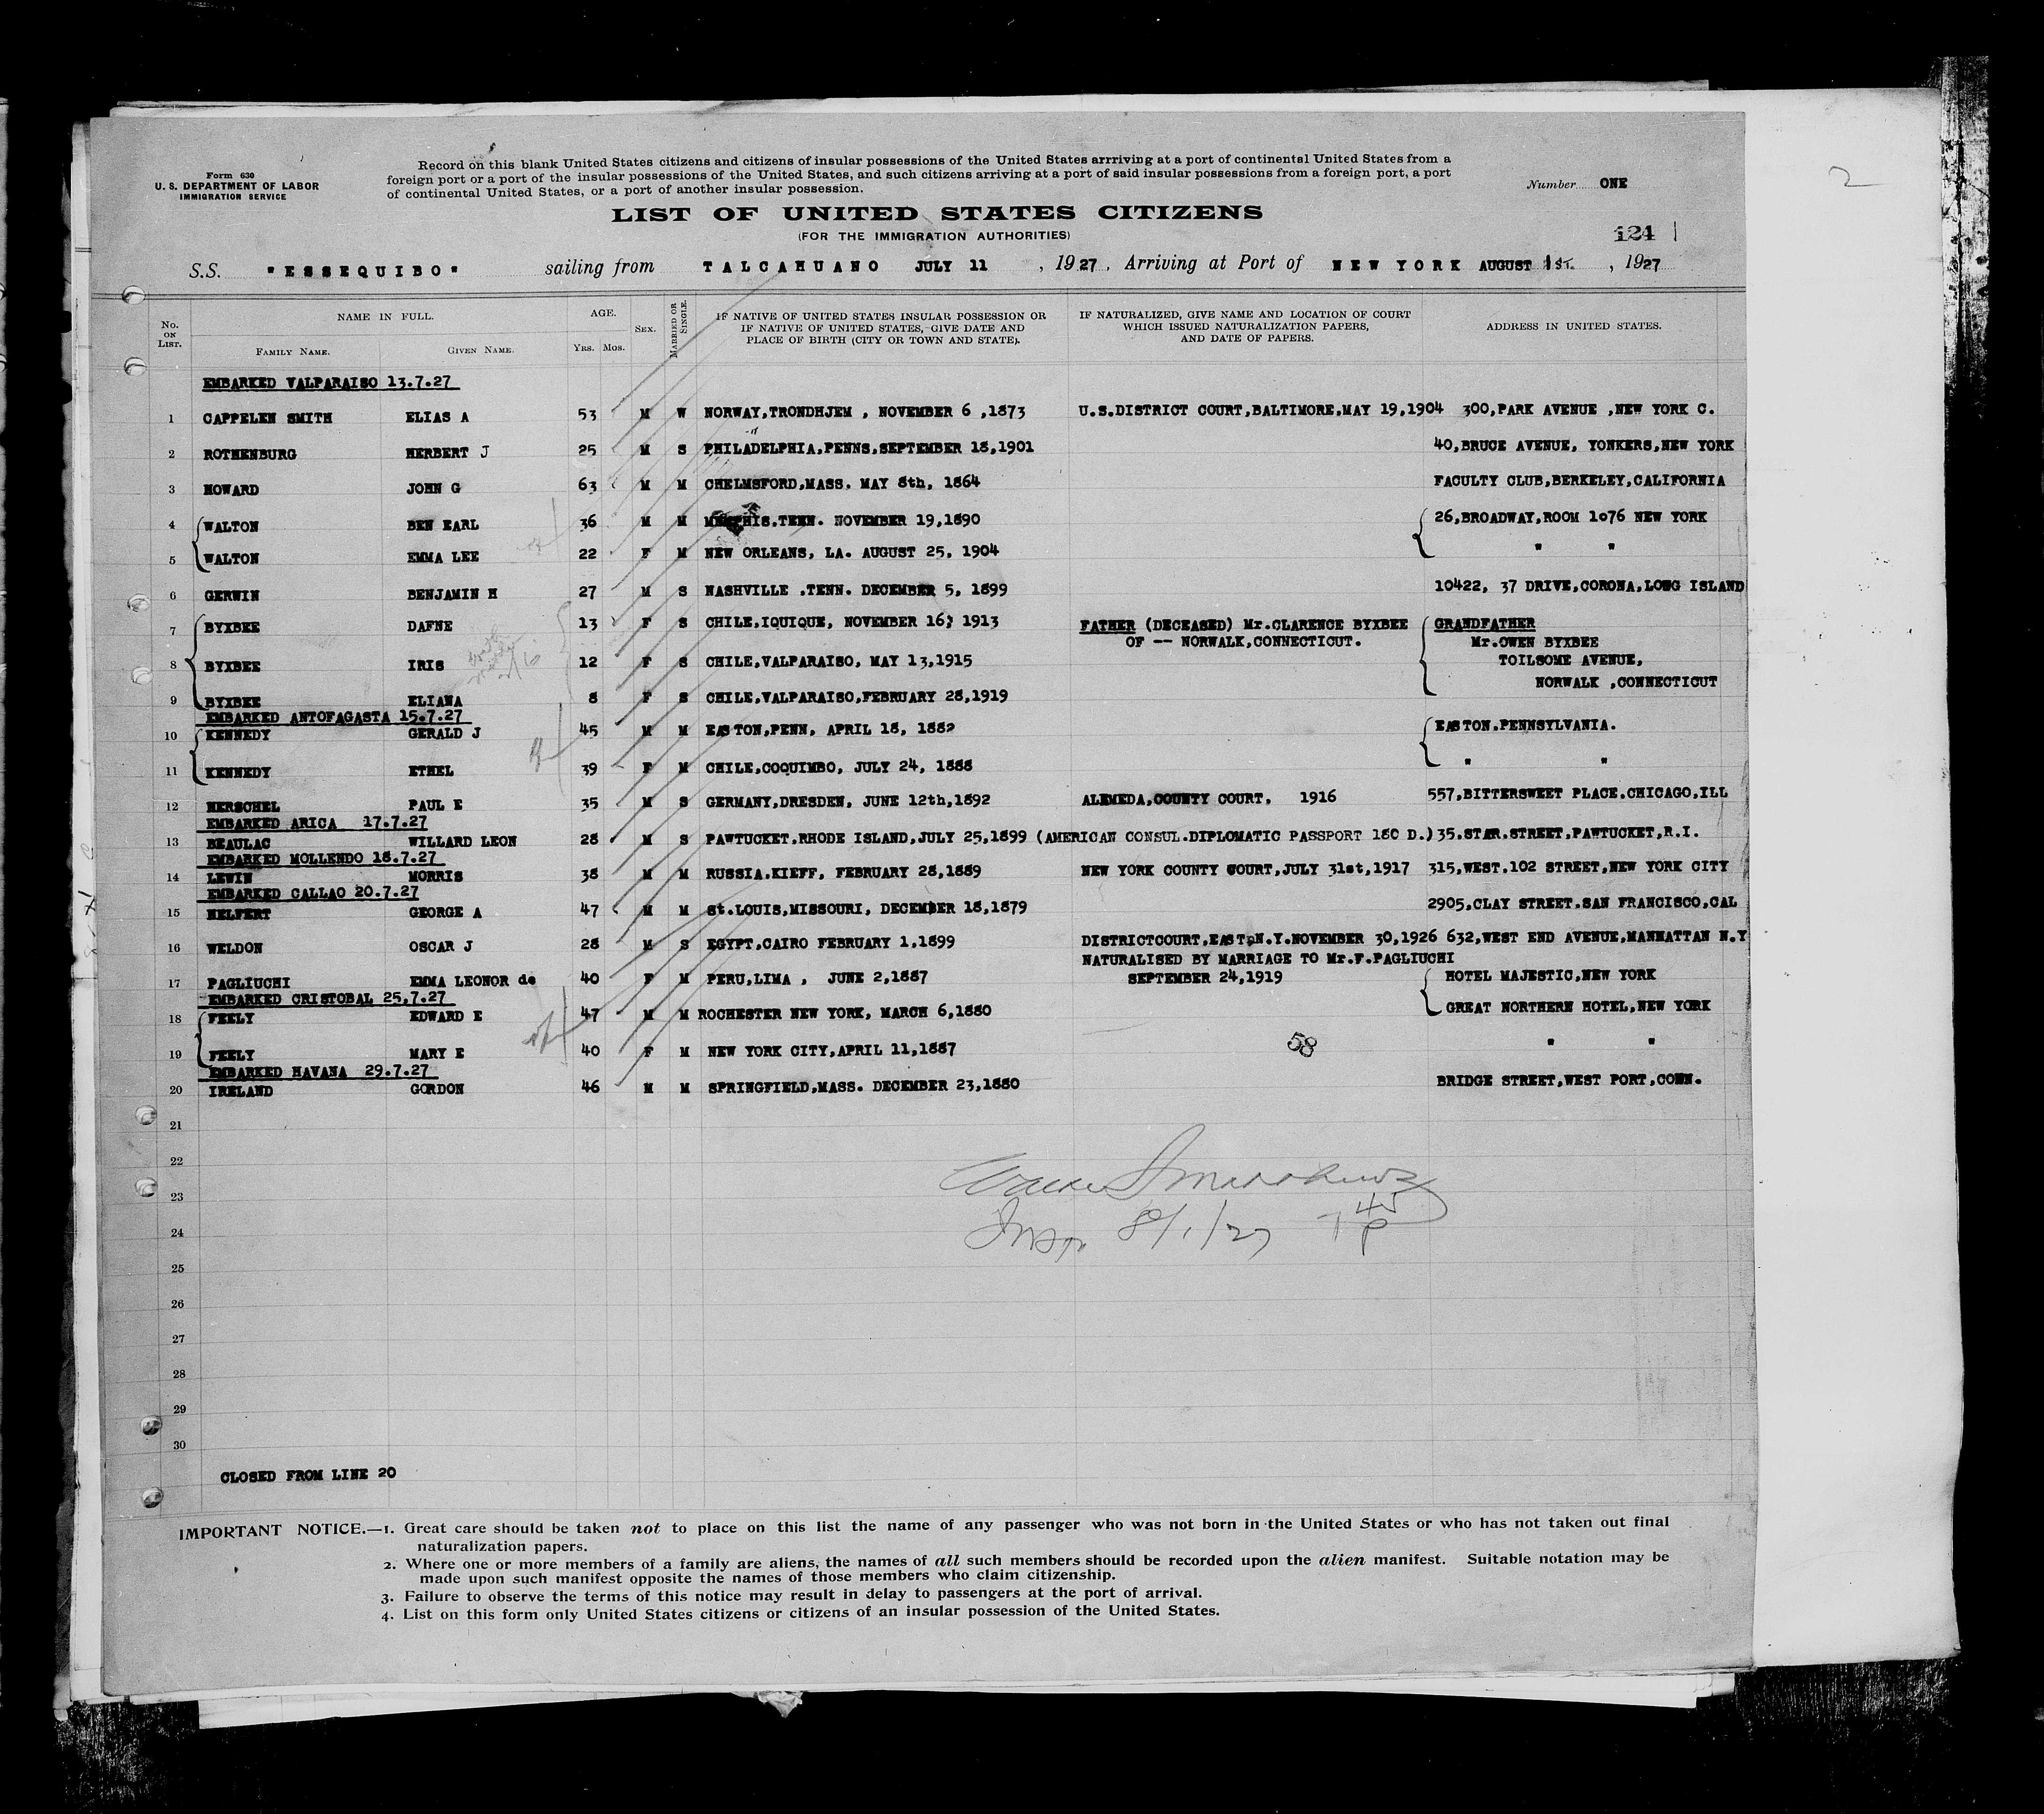 Form 630
U. S. DEPARTMENT OF LABOR
IMMIGRATION SERVICE
Record on this blank United States citizens and citizens of insular possessions of the United States arrriving at a port of continental United States from a
foreign port or a port of the insular possessions of the United States, and such citizens arriving at a port of said insular possessions from a foreign port, a port
of continental United States, or a port of another insular possession.
Number ONE
2
LIST OF UNITED STATES CITIZENS
(FOR THE IMMIGRATION AUTHORITIES)
124
S.S. "ESSEQUIBO" sailing from TALCAHUANO JULY 11 , 1927 , Arriving at Port of NEW YORK AUGUST 1ST. , 1927
No. ON LIST. NAME IN FULL. FAMILY NAME. GIVEN NAME. AGE. YRS. MOS. SEX. MARRIED OR SINGLE. IF NATIVE OF UNITED STATES INSULAR POSSESSION OR IF NATIVE OF UNITED STATES, GIVE DATE AND PLACE OF BIRTH (CITY OR TOWN AND STATE). IF NATURALIZED, GIVE NAME AND LOCATION OF COURT WHICH ISSUED NATURALIZATION PAPERS, AND DATE OF PAPERS. ADDRESS IN UNITED STATES.
EMBARKED VALPARAISO 13.7.27
1 CAPPELEN SMITH ELIAS A 53 M W NORWAY,TRONDHJEM , NOVEMBER 6 ,1873 U.S.DISTRICT COURT,BALTIMORE,MAY 19,1904 300,PARK AVENUE ,NEW YORK C.
2 ROTHENBURG HERBERT J 25 M S PHILADELPHIA,PENNS,SEPTEMBER 18,1901 40,BRUCE AVENUE, YONKERS,NEW YORK
3 HOWARD JOHN G 63 M M CHELMSFORD,MASS. MAY 8th, 1864 FACULTY CLUB,BERKELEY,CALIFORNIA
4 WALTON BEN EARL 36 M M MEMPHIS.TENN. NOVEMBER 19,1890 26,BROADWAY,ROOM 1076 NEW YORK
5 WALTON EMMA LEE 22 F M NEW ORLEANS, LA. AUGUST 25, 1904 " "
6 GERWIN BENJAMIN H 27 M S NASHVILLE .TENN. DECEMBER 5, 1899 10422, 37 DRIVE,CORONA,LONG ISLAND
7 BYXBEE DAFNE 13 F S CHILE,IQUIQUE, NOVEMBER 16, 1913 FATHER (DECEASED) Mr.CLARENCE BYXBEE GRANDFATHER
OF -- NORWALK,CONNECTICUT. Mr.OWEN BYXBEE
8 BYXBEE IRIS 12 F S CHILE,VALPARAISO, MAY 13,1915 TOILSOME AVENUE,
NORWALK ,CONNECTICUT
9 BYXBEE ELIANA 8 F S CHILE,VALPARAISO,FEBRUARY 28,1919
EMBARKED ANTOFAGASTA 15.7.27
10 KENNEDY GERALD J 45 M M EASTON,PENN, APRIL 18, 1882 EASTON.PENNSYLVANIA.
11 KENNEDY ETHEL 39 F M CHILE,COQUIMBO, JULY 24, 1888 " "
12 HERSCHEL PAUL E 35 M S GERMANY,DRESDEN, JUNE 12th,1892 ALEMEDA,COUNTY COURT, 1916 557,BITTERSWEET PLACE.CHICAGO,ILL
EMBARKED ARICA 17.7.27
13 BEAULAC WILLARD LEON 28 M S PAWTUCKET.RHODE ISLAND,JULY 25,1899 (AMERICAN CONSUL.DIPLOMATIC PASSPORT 180 D.) 35.STAR.STREET,PAWTUCKET,R.I.
EMBARKED MOLLENDO 18.7.27
14 LEWIN MORRIS 38 M M RUSSIA.KIEFF, FEBRUARY 28,1889 NEW YORK COUNTY COURT,JULY 31st,1917 315,WEST.102 STREET,NEW YORK CITY
EMBARKED CALLAO 20.7.27
15 HELFERT GEORGE A 47 M M St.LOUIS,MISSOURI, DECEMBER 18,1879 2905,CLAY STREET.SAN FRANCISCO,CAL
16 WELDON OSCAR J 28 M S EGYPT,CAIRO FEBRUARY 1,1899 DISTRICTCOURT,EAST.N.Y.NOVEMBER 30,1926 632,WEST END AVENUE,MANHATTAN N.Y
NATURALISED BY MARRIAGE TO Mr.F.PAGLIUCHI
17 PAGLIUCHI EMMA LEONOR de 40 F M PERU,LIMA , JUNE 2,1887 SEPTEMBER 24,1919 HOTEL MAJESTIC,NEW YORK
EMBARKED CRISTOBAL 25.7.27
18 FEELY EDWARD E 47 M M ROCHESTER NEW YORK, MARCH 6,1880 GREAT NORTHERN HOTEL,NEW YORK
19 FEELY MARY E 40 F M NEW YORK CITY,APRIL 11,1887 58 " "
EMBARKED HAVANA 29.7.27
20 IRELAND GORDON 46 M M SPRINGFIELD,MASS. DECEMBER 23,1880 BRIDGE STREET,WEST PORT,CONN.
21
22
23
24
Insp. 8/1/27
25
26
27
28
29
30
CLOSED FROM LINE 20
IMPORTANT NOTICE.—1. Great care should be taken not to place on this list the name of any passenger who was not born in the United States or who has not taken out final
naturalization papers.
2. Where one or more members of a family are aliens, the names of all such members should be recorded upon the alien manifest. Suitable notation may be
made upon such manifest opposite the names of those members who claim citizenship.
3. Failure to observe the terms of this notice may result in delay to passengers at the port of arrival.
4. List on this form only United States citizens or citizens of an insular possession of the United States.